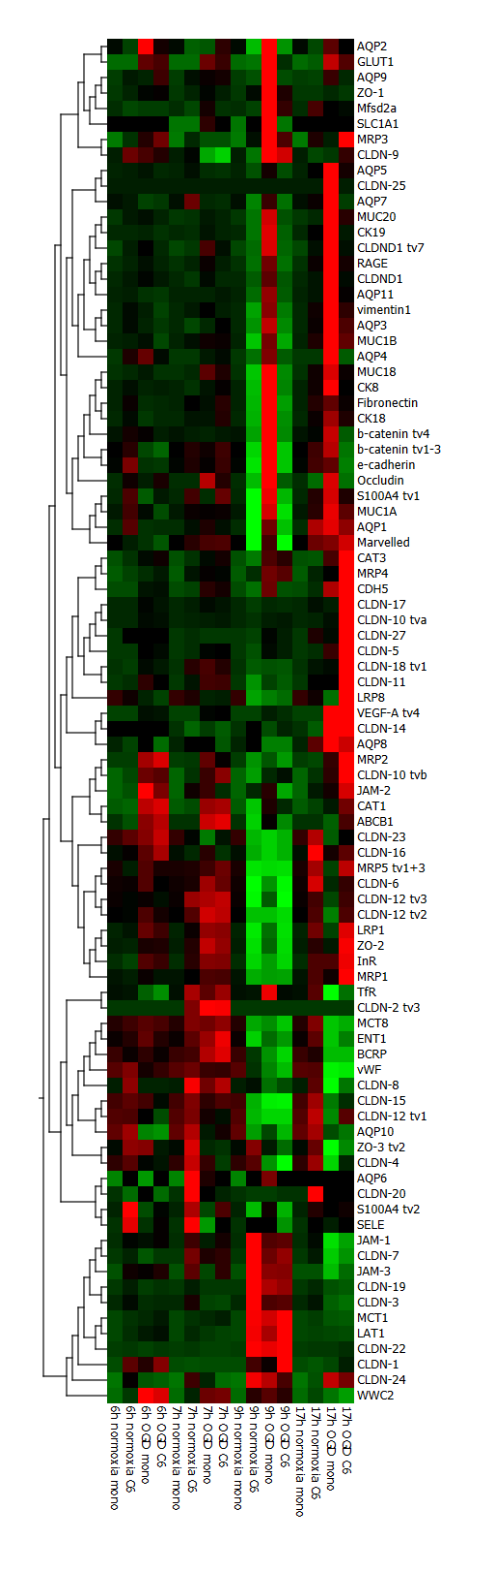 AQP2
GLUT1
AQP9
ZO-1
Mfsd2a
SLC1A1
MRP3
CLDN-9
AQP5
CLDN-25
AQP7
MUC20
CK19
CLDND1 tv7
RAGE
CLDND1
AQP11
vimentin1
AQP3
MUC1B
AQP4
MUC18
CK8
Fibronectin
CK18
b-catenin tv4
b-catenin tv1-3
e-cadherin
Occludin
S100A4 tv1
MUC1A
AQP1
Marvelled
CAT3
MRP4
CDH5
CLDN-17
CLDN-10 tva
CLDN-27
CLDN-5
CLDN-18 tv1
CLDN-11
LRP8
VEGF-A tv4
CLDN-14
AQP8
MRP2
CLDN-10 tvb
JAM-2
CAT1
ABCB1
CLDN-23
CLDN-16
MRP5 tv1+3
CLDN-6
CLDN-12 tv3
CLDN-12 tv2
LRP1
ZO-2
InR
MRP1
TfR
CLDN-2 tv3
MCT8
ENT1
BCRP
vWF
CLDN-8
CLDN-15
CLDN-12 tv1
AQP10
ZO-3 tv2
CLDN-4
AQP6
CLDN-20
S100A4 tv2
SELE
JAM-1
CLDN-7
JAM-3
CLDN-19
CLDN-3
MCT1
LAT1
CLDN-22
CLDN-1
CLDN-24
WWC2
6h normoxia mono
6h normoxia C6
6h OGD mono
6h OGD C6
7h normoxia mono
7h normoxia C6
7h OGD mono
7h OGD C6
9h normoxia mono
9h normoxia C6
9h OGD mono
9h OGD C6
17h normoxia mono
17h normoxia C6
17h OGD mono
17h OGD C6